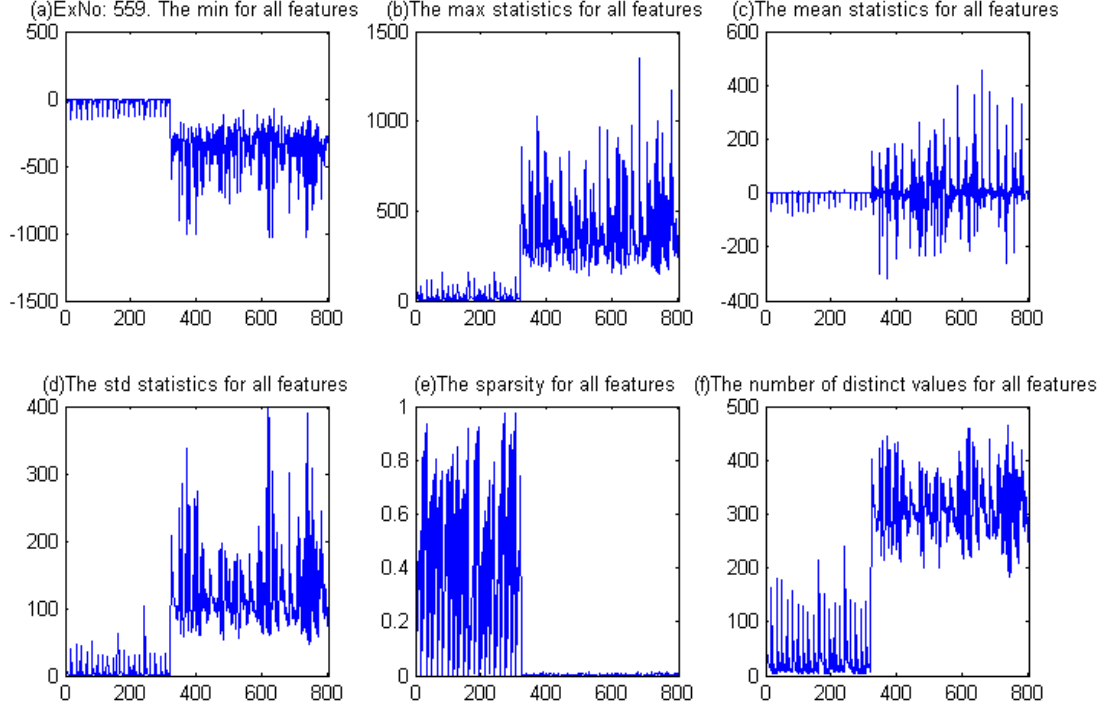 (a)ExNo: 559. The min for all features
(b)The max statistics for all features
(c)The mean statistics for all features
500
0
-500
-1000
-1500
0 200 400 600 800
1500
1000
500
0
0 200 400 600 800
600
400
200
0
-200
-400
0 200 400 600 800
(d)The std statistics for all features
(e)The sparsity for all features
(f)The number of distinct values for all features
400
300
200
100
0
0 200 400 600 800
1
0.8
0.6
0.4
0.2
0
0 200 400 600 800
500
400
300
200
100
0
0 200 400 600 800